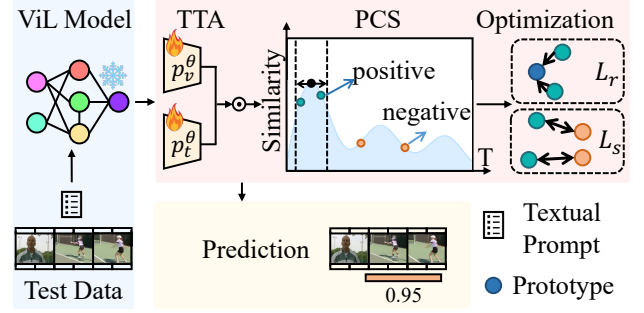 ViL Model
TTA
PCS
Optimization
p_v^θ
p_t^θ
Similarity
positive
negative
T
L_r
L_s
Test Data
Prediction
0.95
Textual
Prompt
Prototype